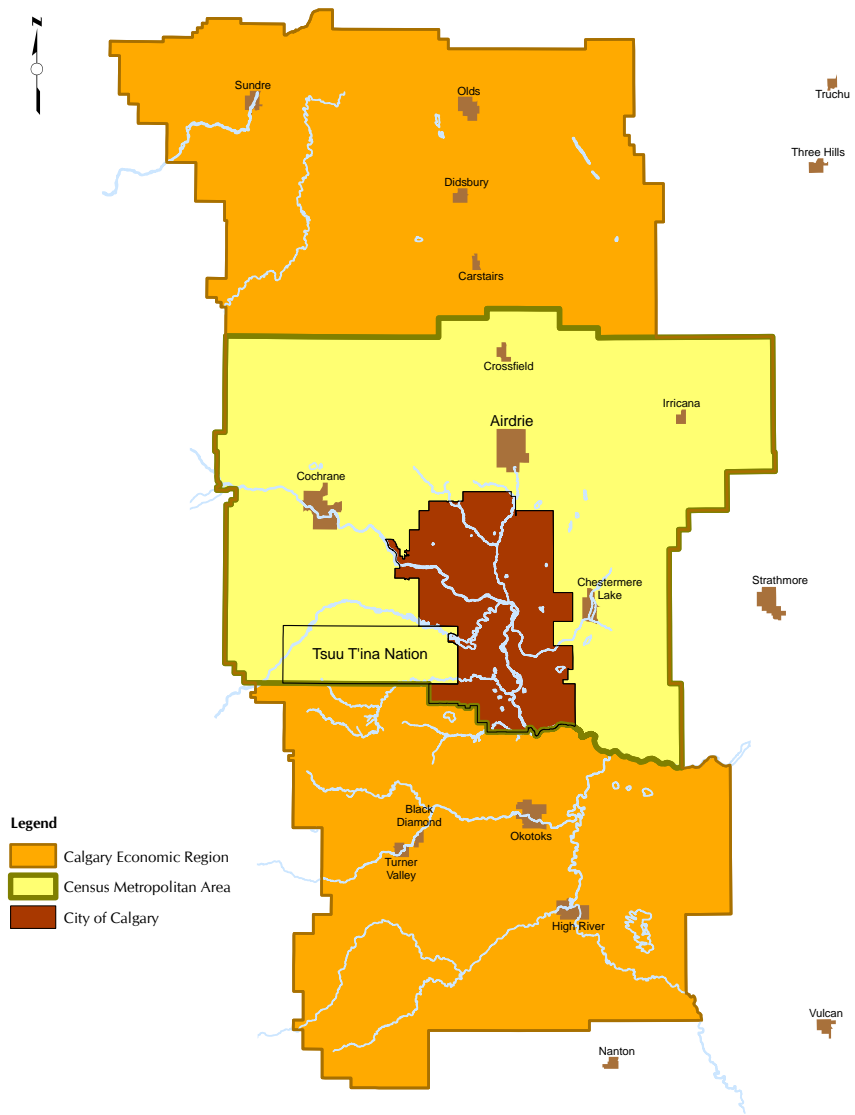 N
Sundre
Olds
Truchu
Three Hills
Didsbury
Carstairs
Crossfield
Irricana
Airdrie
Cochrane
Chestermere
Lake
Strathmore
Tsuu T'ina Nation
Black
Diamond
Okotoks
Turner
Valley
High River
Vulcan
Nanton
Legend
Calgary Economic Region
Census Metropolitan Area
City of Calgary